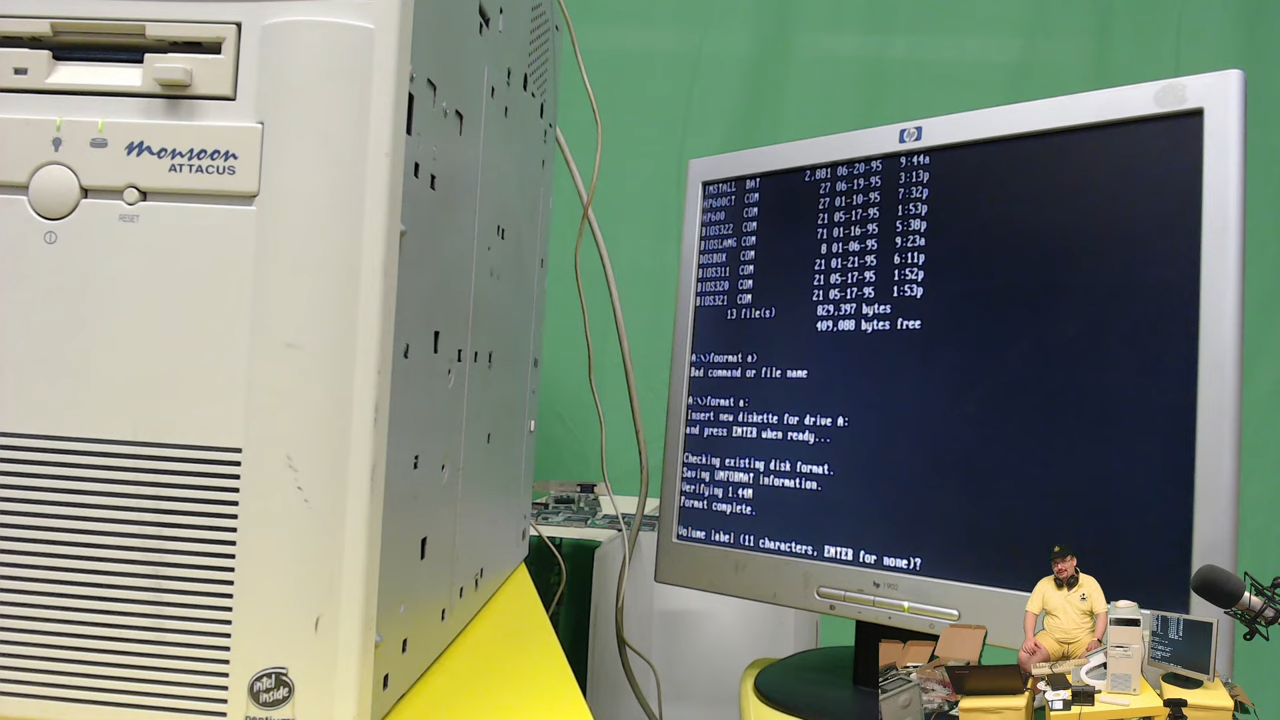 monsoon
ATTACUS
RESET
intel
inside
pentium
hp
INSTALL BAT 2,881 06-20-95 9:44a
HP600CT COM 27 06-19-95 3:13p
HP600 COM 27 01-10-95 7:32p
BIOS322 COM 21 05-17-95 1:53p
BIOSLANG COM 71 01-16-95 5:38p
DOSBOX COM 8 01-06-95 9:23a
BIOS311 COM 21 01-21-95 6:11p
BIOS320 COM 21 05-17-95 1:52p
BIOS321 COM 21 05-17-95 1:53p
13 file(s) 829,397 bytes
409,088 bytes free
A:\>foormat a)
Bad command or file name
A:\>format a:
Insert new diskette for drive A:
and press ENTER when ready...
Checking existing disk format.
Saving UNFORMAT information.
Verifying 1.44M
Format complete.
Volume label (11 characters, ENTER for none)?
hp 1902